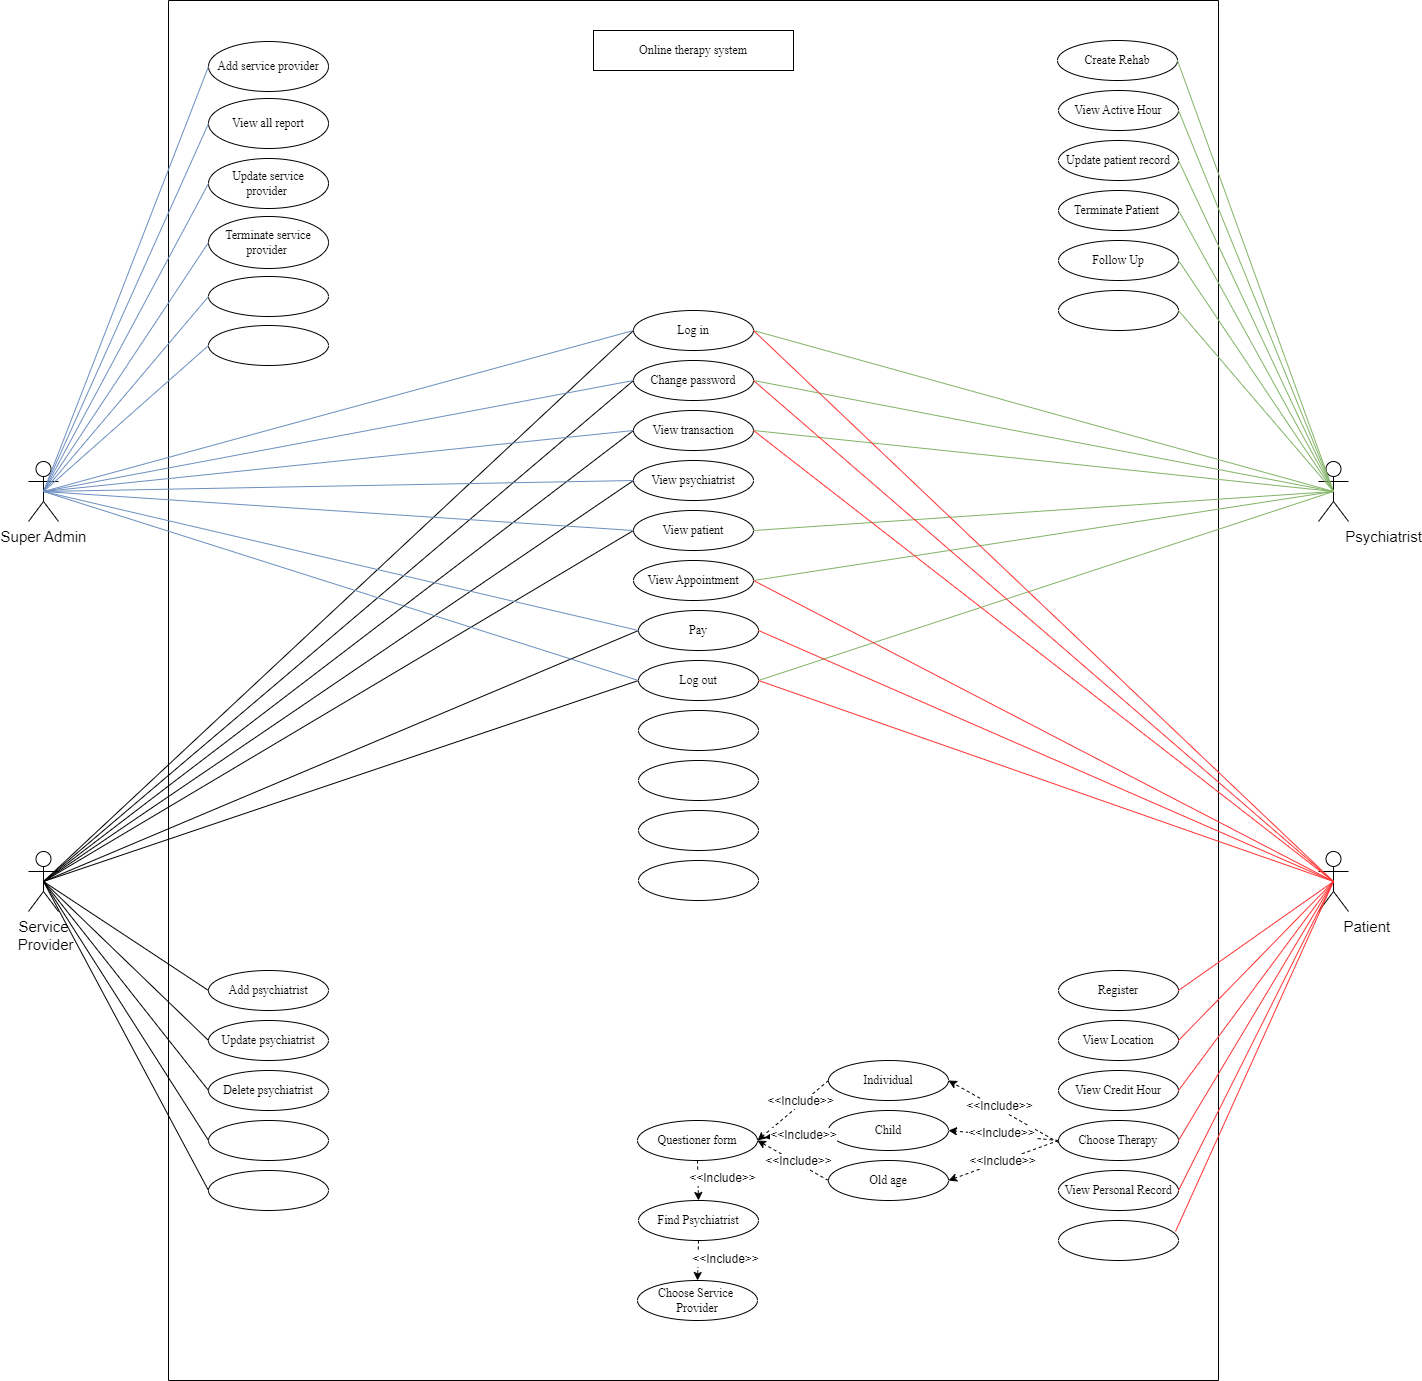 Online therapy system
Add service provider
View all report
Update service
provider
Terminate service
provider
Create Rehab
View Active Hour
Update patient record
Terminate Patient
Follow Up
Log in
Change password
View transaction
View psychiatrist
View patient
View Appointment
Pay
Log out
Super Admin
Psychiatrist
Service
Provider
Patient
Add psychiatrist
Update psychiatrist
Delete psychiatrist
Register
View Location
View Credit Hour
Choose Therapy
View Personal Record
Individual
Child
Old age
<<Include>>
<<Include>>
<<Include>>
<<Include>>
<<Include>>
<<Include>>
Questioner form
<<Include>>
Find Psychiatrist
<<Include>>
Choose Service
Provider